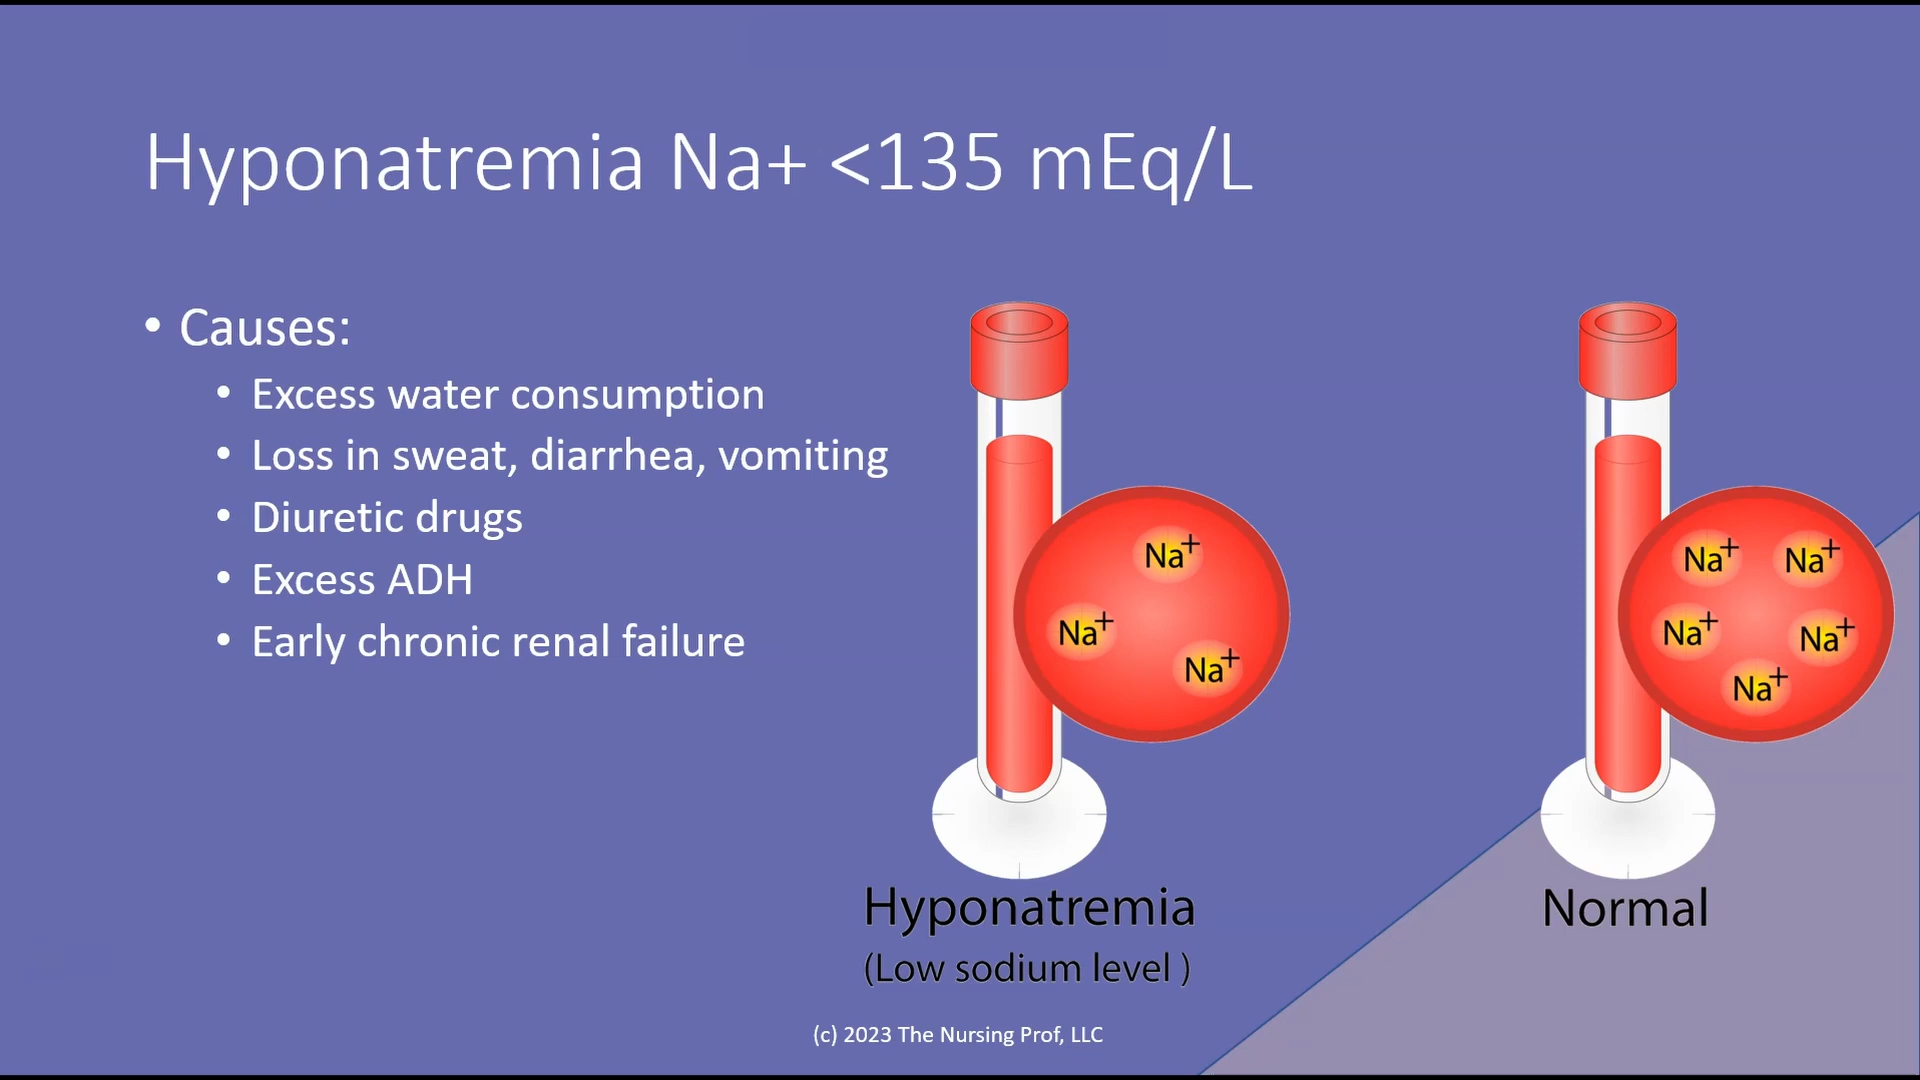 Hyponatremia Na+ <135 mEq/L
• Causes:
• Excess water consumption
• Loss in sweat, diarrhea, vomiting
• Diuretic drugs
• Excess ADH
• Early chronic renal failure
Na+
Na+
Na+
Hyponatremia
(Low sodium level )
Na+
Na+
Na+
Na+
Na+
Normal
(c) 2023 The Nursing Prof, LLC